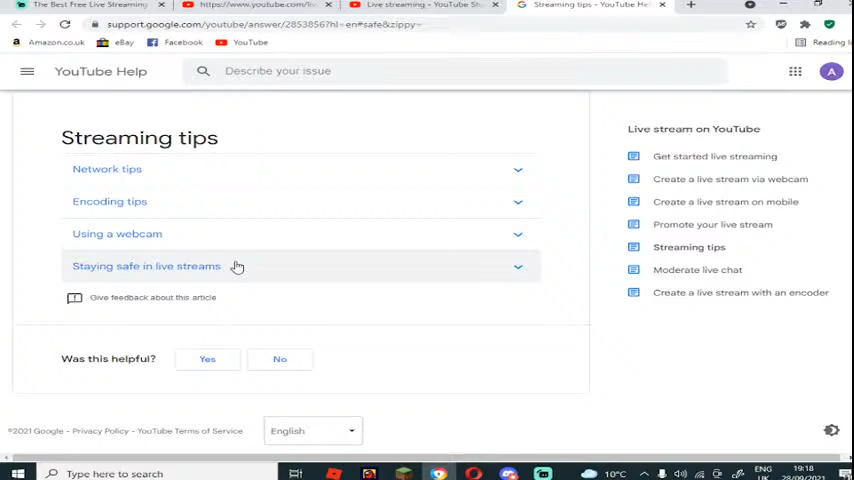 The Best Free Live Streaming
https://www.youtube.com/liv
Live streaming - YouTube Stu
Streaming tips - YouTube Help
support.google.com/youtube/answer/2853856?hl=en#safe&zippy=
Amazon.co.uk
eBay
Facebook
YouTube
Reading li
YouTube Help
Describe your issue
A
Streaming tips
Network tips
Encoding tips
Using a webcam
Staying safe in live streams
Give feedback about this article
Was this helpful?
Yes
No
Live stream on YouTube
Get started live streaming
Create a live stream via webcam
Create a live stream on mobile
Promote your live stream
Streaming tips
Moderate live chat
Create a live stream with an encoder
©2021 Google - Privacy Policy - YouTube Terms of Service
English
Type here to search
10°C
ENG
UK
19:18
28/09/2021